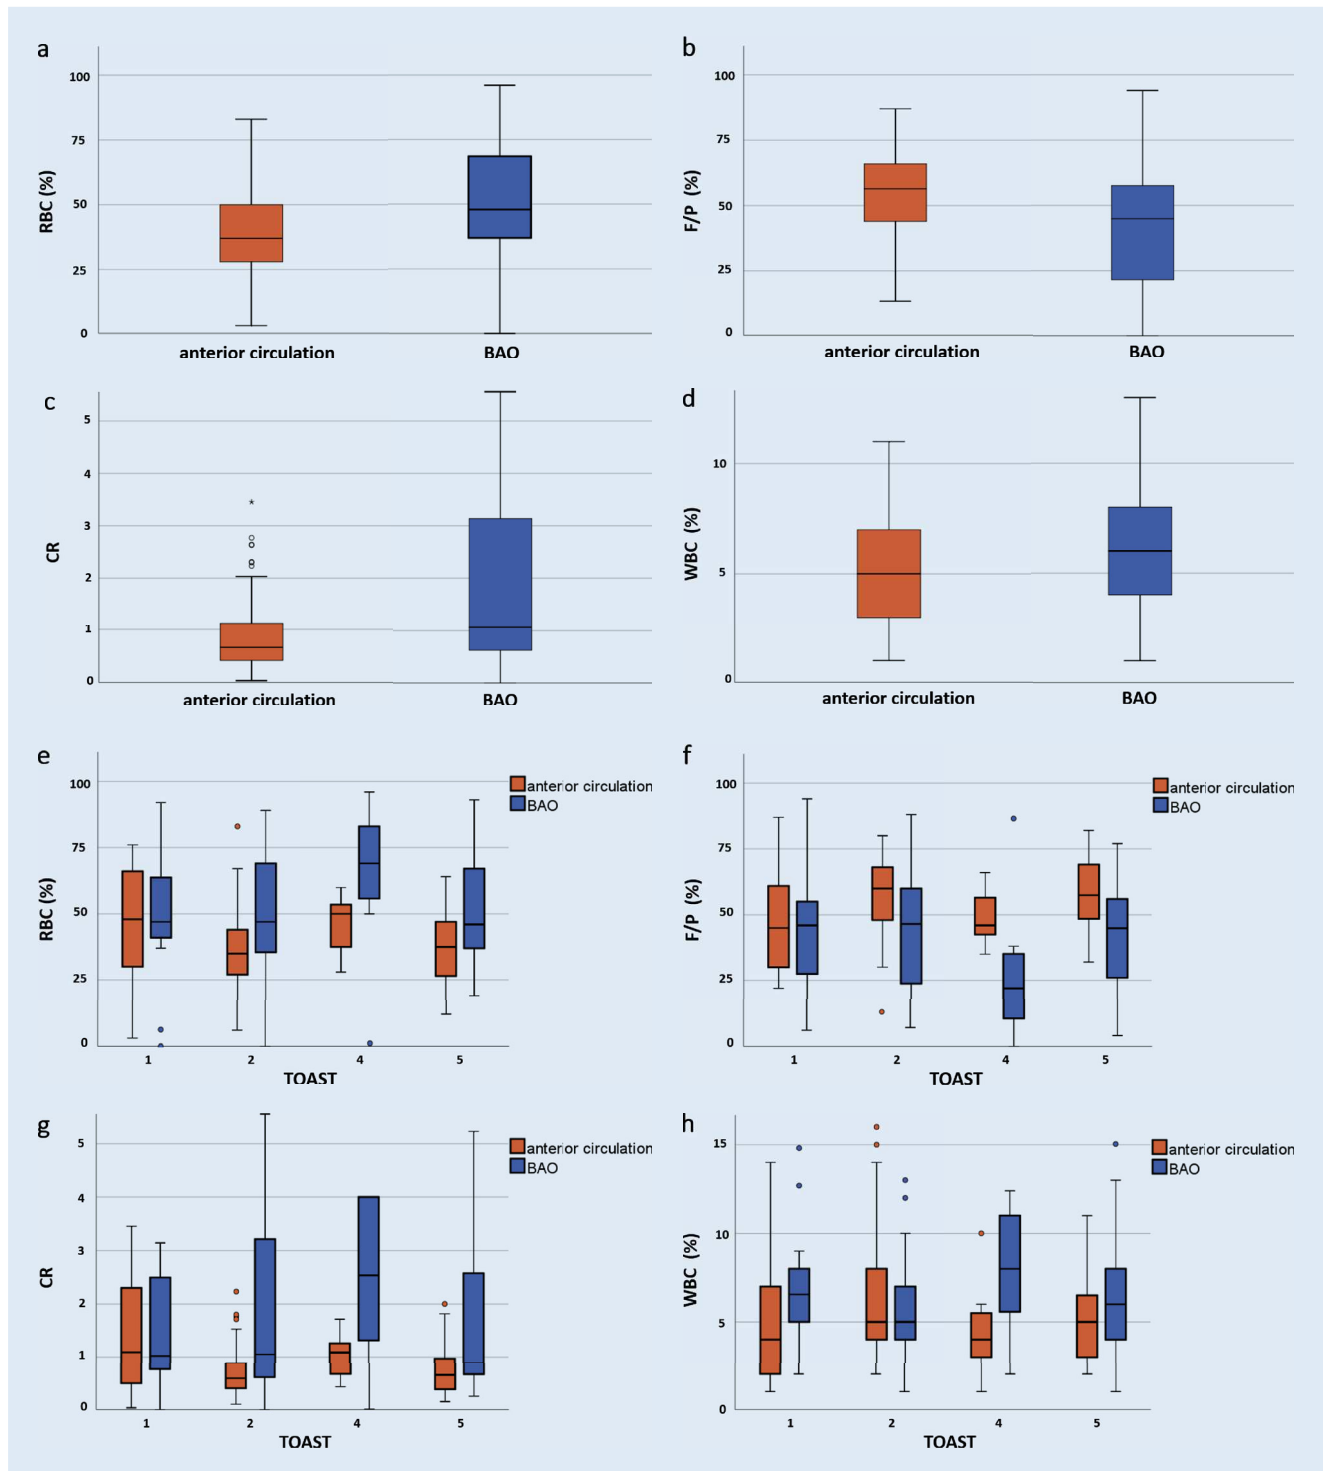 a
100
75
50
25
0
RBC (%)
anterior circulation BAO
b
100
75
50
25
0
F/P (%)
anterior circulation BAO
c
5
4
3
2
1
0
CR
*
anterior circulation BAO
d
10
5
0
WBC (%)
anterior circulation BAO
e
100
75
50
25
0
RBC (%)
1 2 4 5
TOAST
anterior circulation
BAO
f
100
75
50
25
0
F/P (%)
1 2 4 5
TOAST
anterior circulation
BAO
g
5
4
3
2
1
0
CR
1 2 4 5
TOAST
anterior circulation
BAO
h
15
10
5
0
WBC (%)
1 2 4 5
TOAST
anterior circulation
BAO